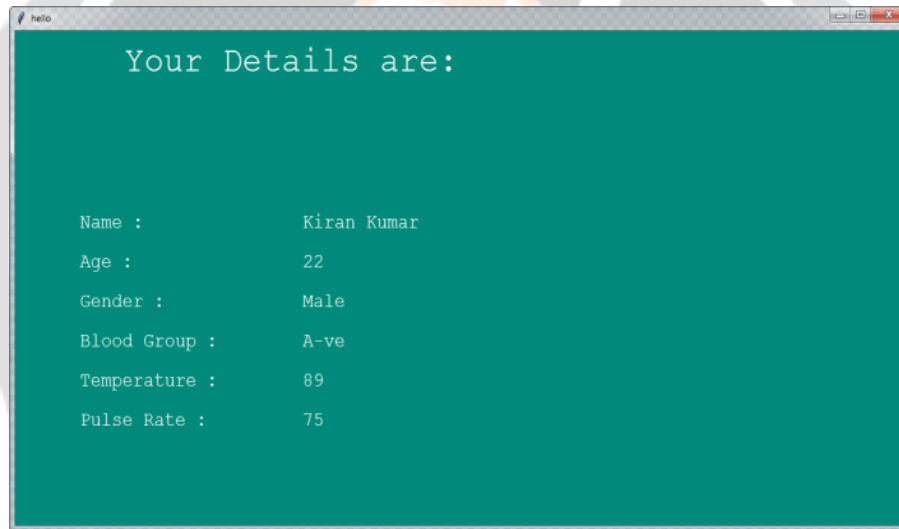 hello
Your Details are:
Name : Kiran Kumar
Age : 22
Gender : Male
Blood Group : A-ve
Temperature : 89
Pulse Rate : 75